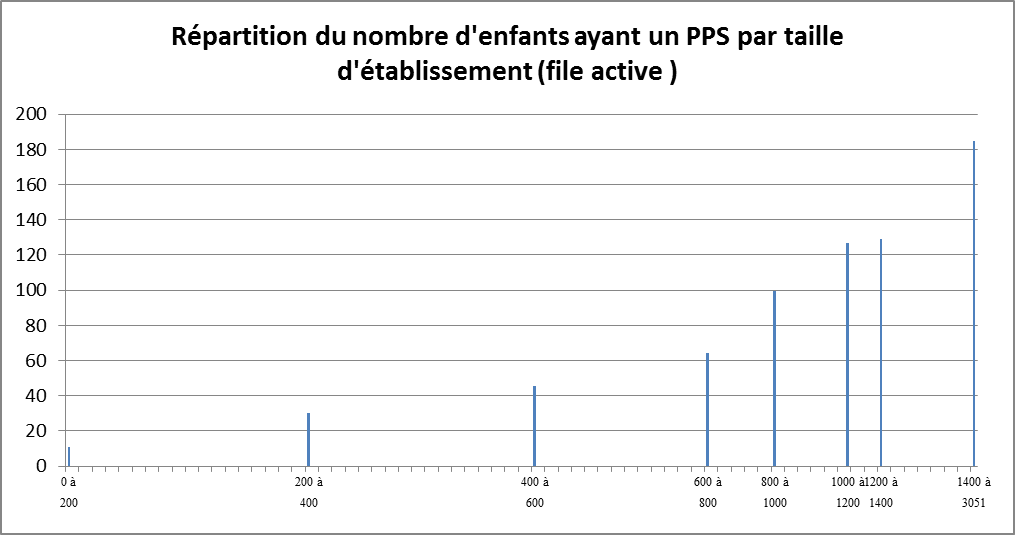 Répartition du nombre d'enfants ayant un PPS par taille
d'établissement (file active )
200
180
160
140
120
100
80
60
40
20
0
0 à 200
200 à 400
400 à 600
600 à 800
800 à 1000
1000 à 1200
1200 à 1400
1400 à 3051